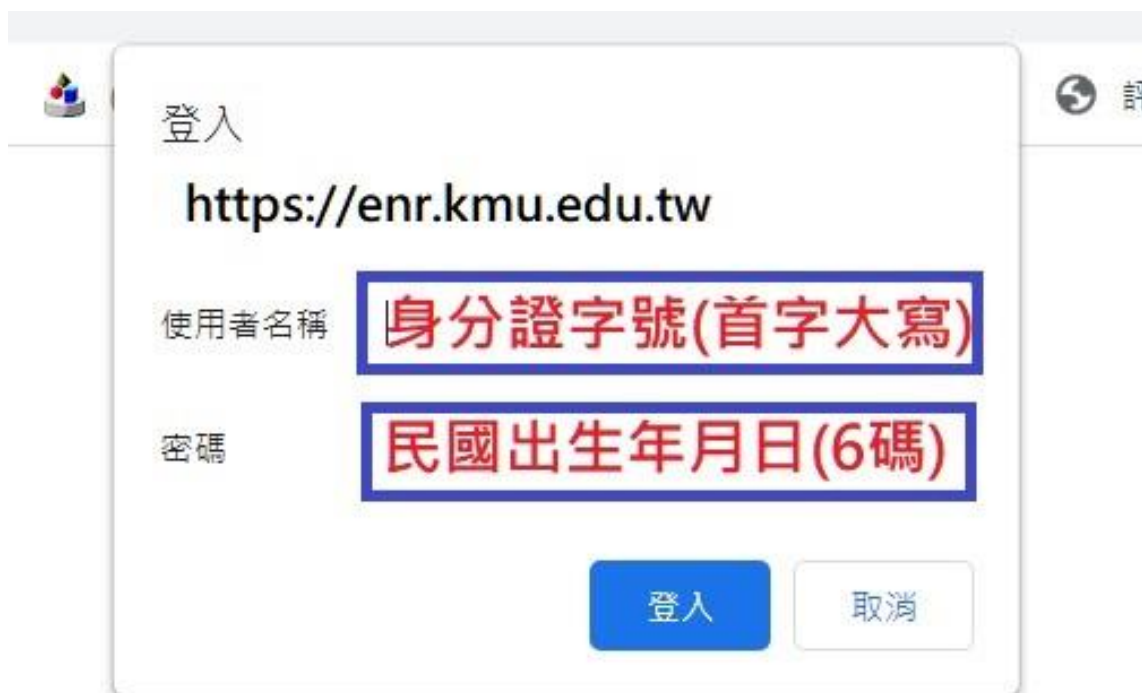 登入
https://enr.kmu.edu.tw
使用者名稱 身分證字號(首字大寫)
密碼 民國出生年月日(6碼)
登入 取消